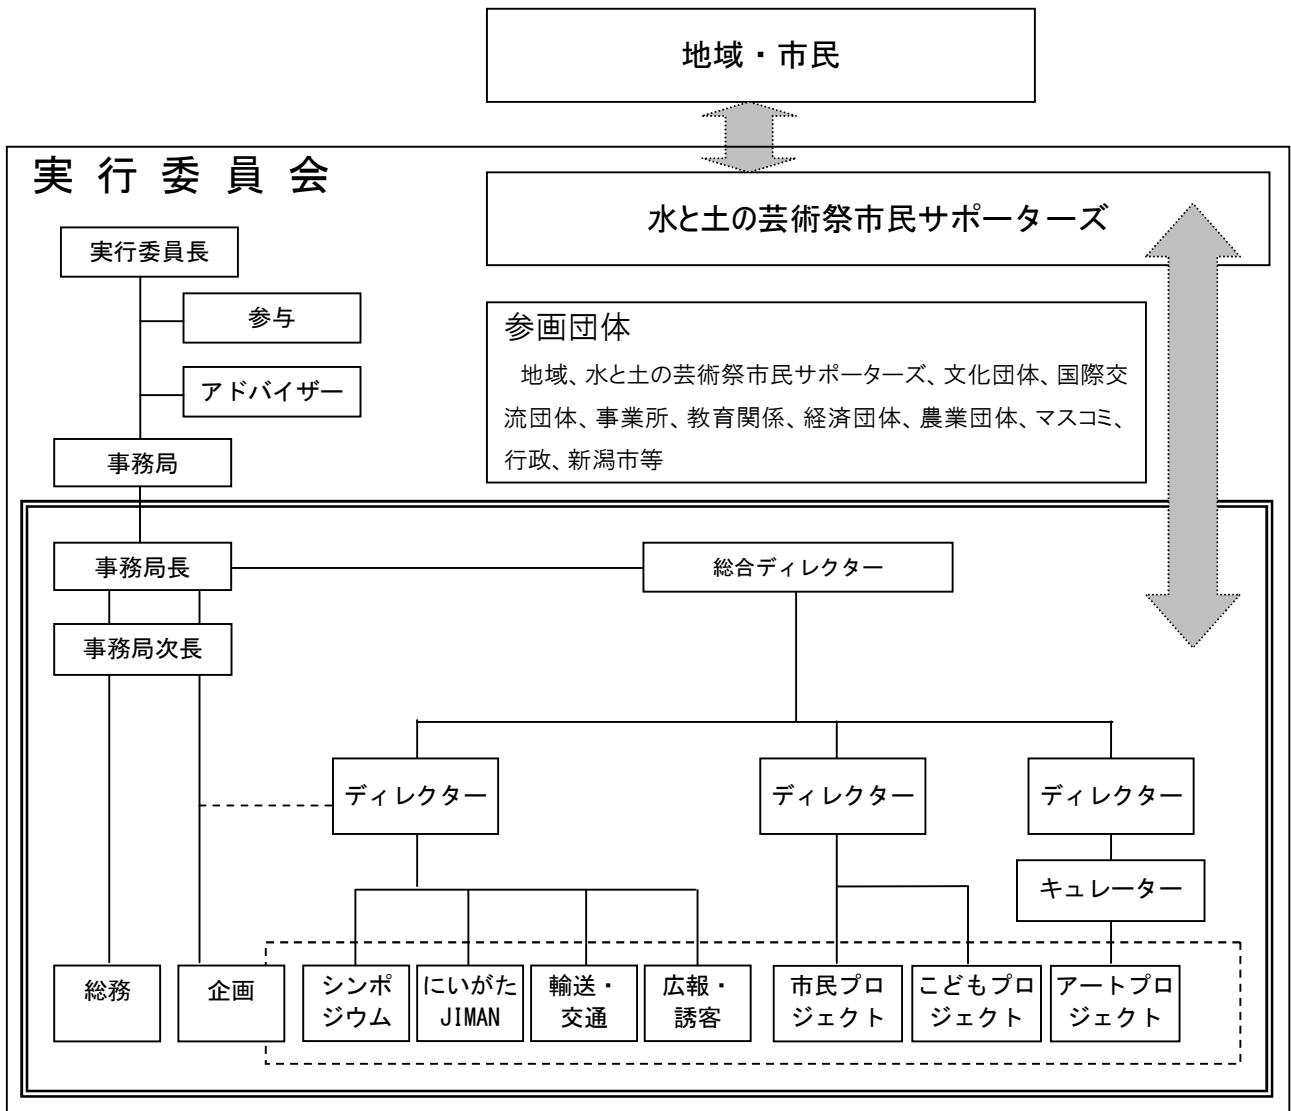 地域・市民
実行委員会
水と土の芸術祭市民サポーターズ
実行委員長
参与
アドバイザー
事務局
参画団体
地域、水と土の芸術祭市民サポーターズ、文化団体、国際交
流団体、事業所、教育関係、経済団体、農業団体、マスコミ、
行政、新潟市等
事務局長
総合ディレクター
事務局次長
ディレクター
ディレクター
ディレクター
キュレーター
総務
企画
シンポ
ジウム
にいがた
JIMAN
輸送・
交通
広報・
誘客
市民プロ
ジェクト
こどもプロ
ジェクト
アートプロ
ジェクト